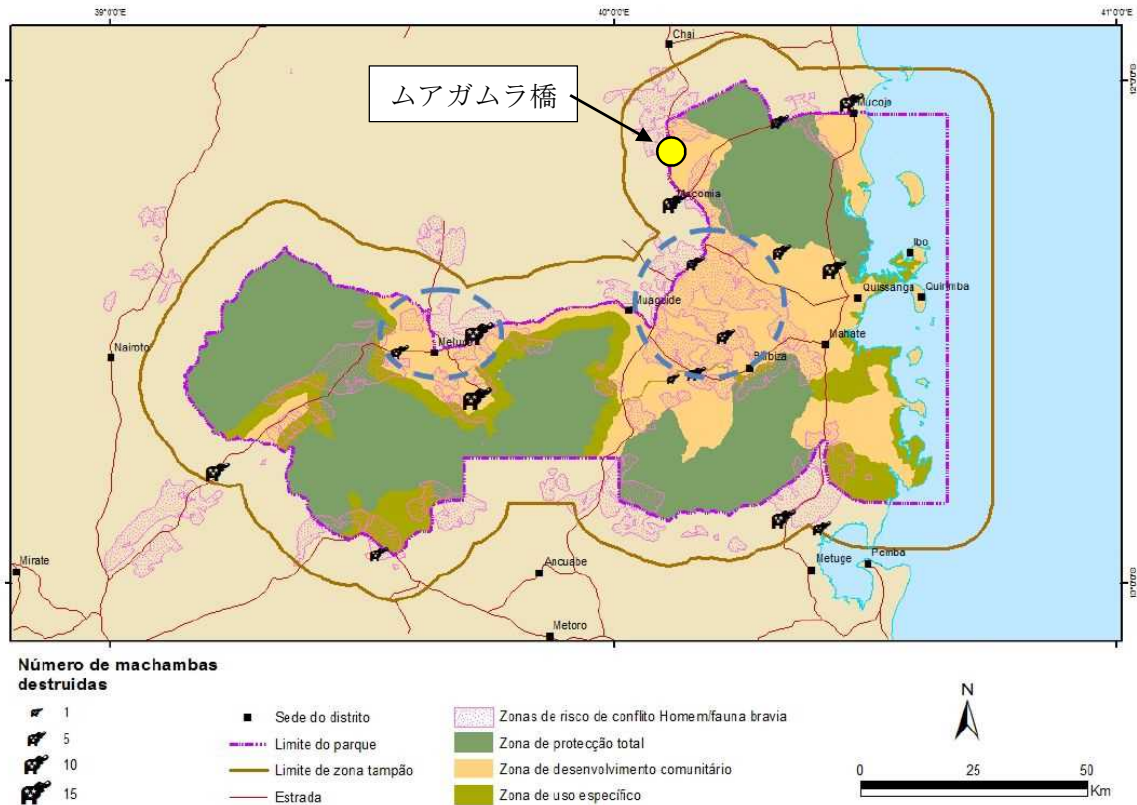 39°0'0"E
40°0'0"E
41°0'0"E
Chai
12°0'0"
ムアガムラ橋
Mucojo
Macomia
Ibo
Quissanga
Quirimba
Muaguide
Mahate
Meluco
Nairoto
Bilibiza
Mirate
Ancuabe
Metuge
Pemba
13°0'0"
Metoro
Número de machambas
destruidas
1
5
10
15
Sede do distrito
Limite do parque
Limite de zona tampão
Estrada
Zonas de risco de conflito Homem/fauna bravia
Zona de protecção total
Zona de desenvolvimento comunitário
Zona de uso específico
N
0 25 50
Km